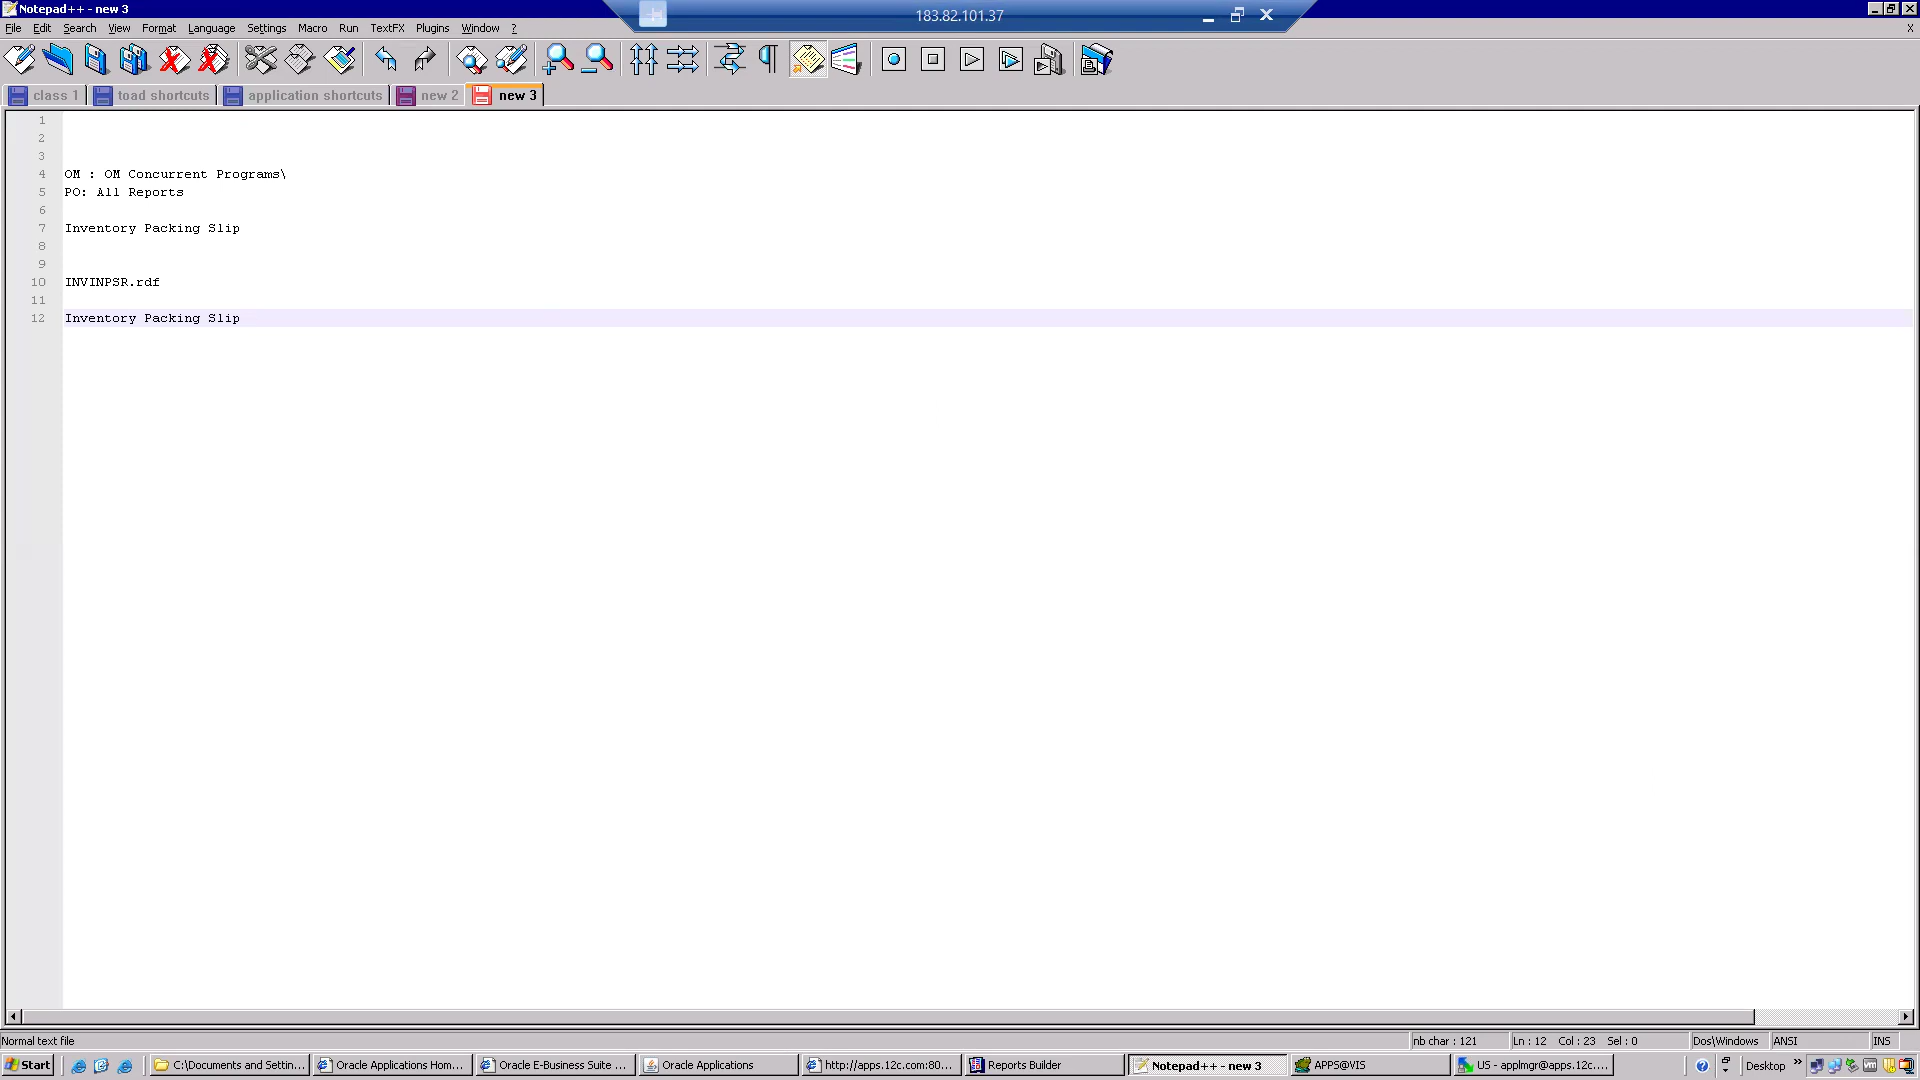 Notepad++ - new 3
183.82.101.37
File Edit Search View Format Language Settings Macro Run TextFX Plugins Window ?
X
class 1 toad shortcuts application shortcuts new 2 new 3
1
2
3
4 OM : OM Concurrent Programs\
5 PO: All Reports
6
7 Inventory Packing Slip
8
9
10 INVINPSR.rdf
11
12 Inventory Packing Slip
Normal text file nb char : 121 Ln : 12 Col : 23 Sel : 0 Dos\Windows ANSI INS
Start C:\Documents and Settin... Oracle Applications Hom... Oracle E-Business Suite ... Oracle Applications http://apps.12c.com:80... Reports Builder Notepad++ - new 3 APPS@VIS US - applmgr@apps.12c.... Desktop »